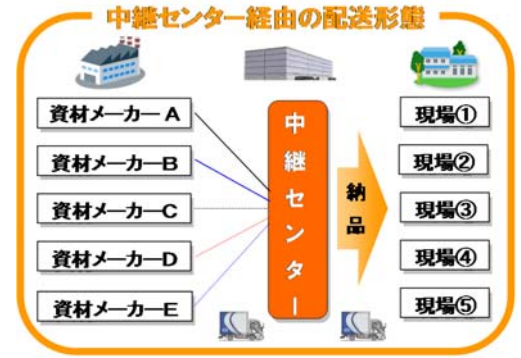 中継センター経由の配送形態
資材メーカーA
資材メーカーB
資材メーカーC
資材メーカーD
資材メーカーE
中継センター
納品
現場①
現場②
現場③
現場④
現場⑤